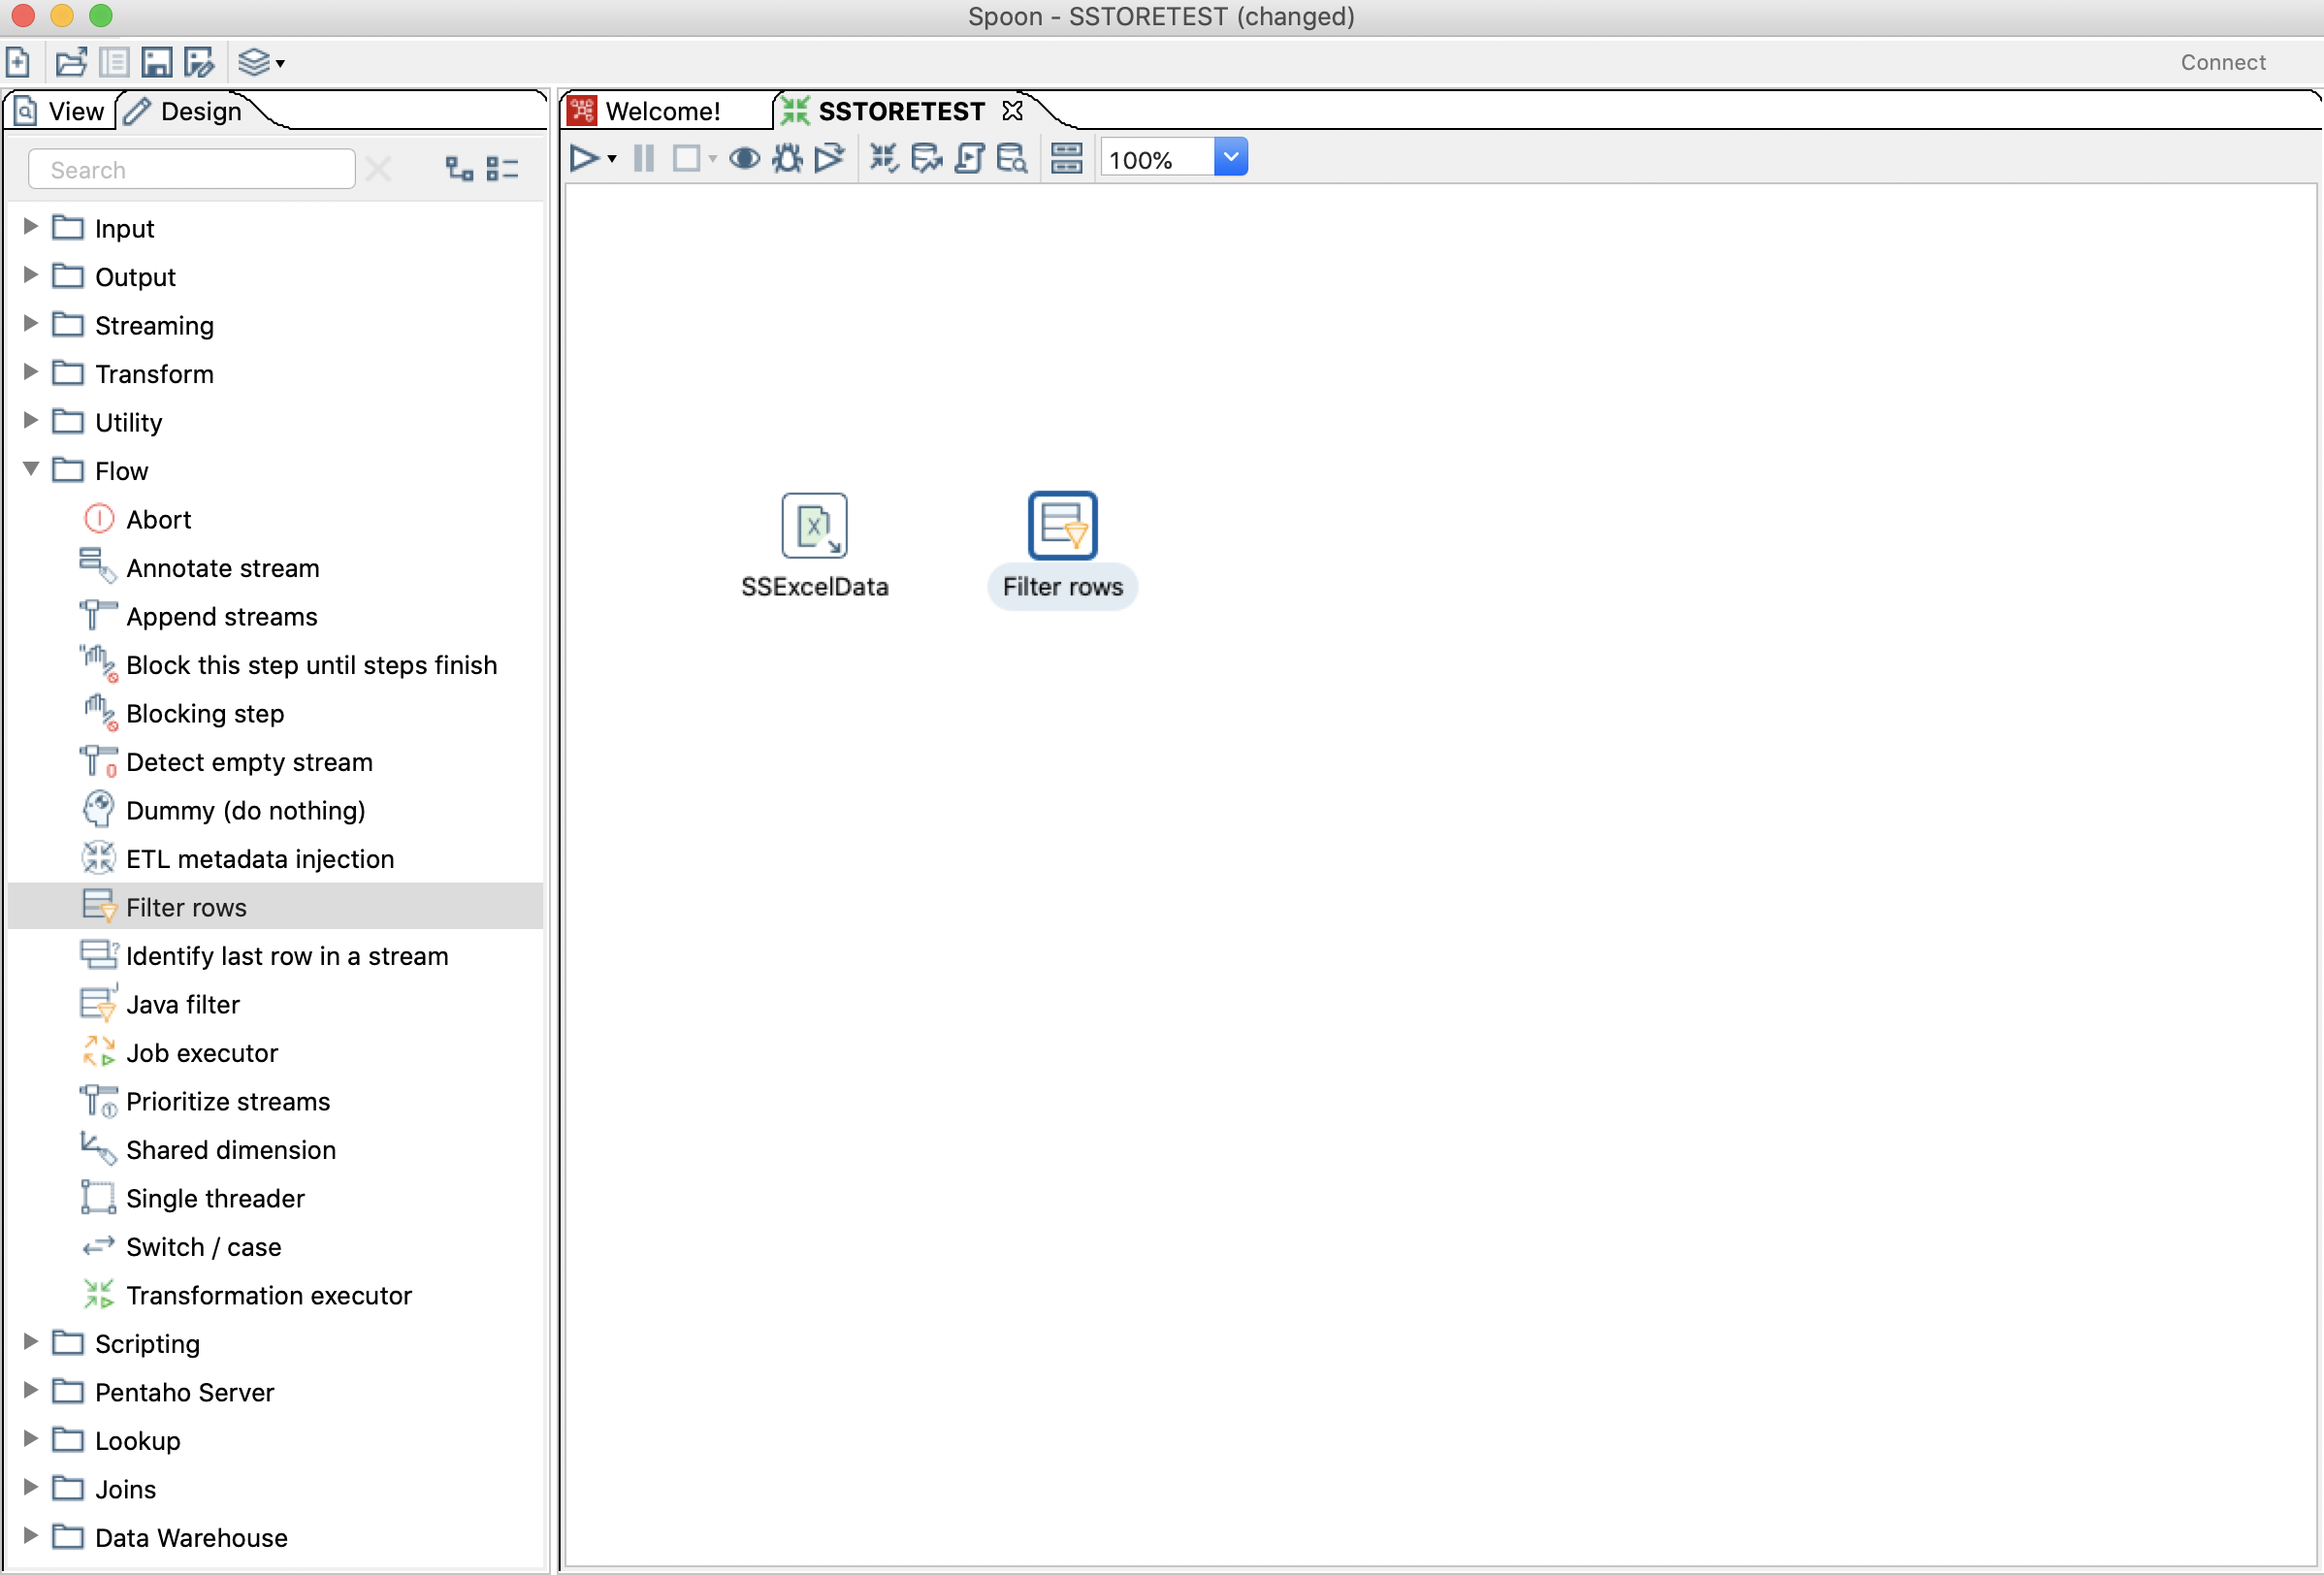 Spoon - SSTORETEST (changed)
Connect
View
Design
Welcome!
SSTORETEST
Search
100%
Input
Output
Streaming
Transform
Utility
Flow
Abort
Annotate stream
Append streams
Block this step until steps finish
Blocking step
Detect empty stream
Dummy (do nothing)
ETL metadata injection
Filter rows
Identify last row in a stream
Java filter
Job executor
Prioritize streams
Shared dimension
Single threader
Switch / case
Transformation executor
Scripting
Pentaho Server
Lookup
Joins
Data Warehouse
SSExcelData
Filter rows